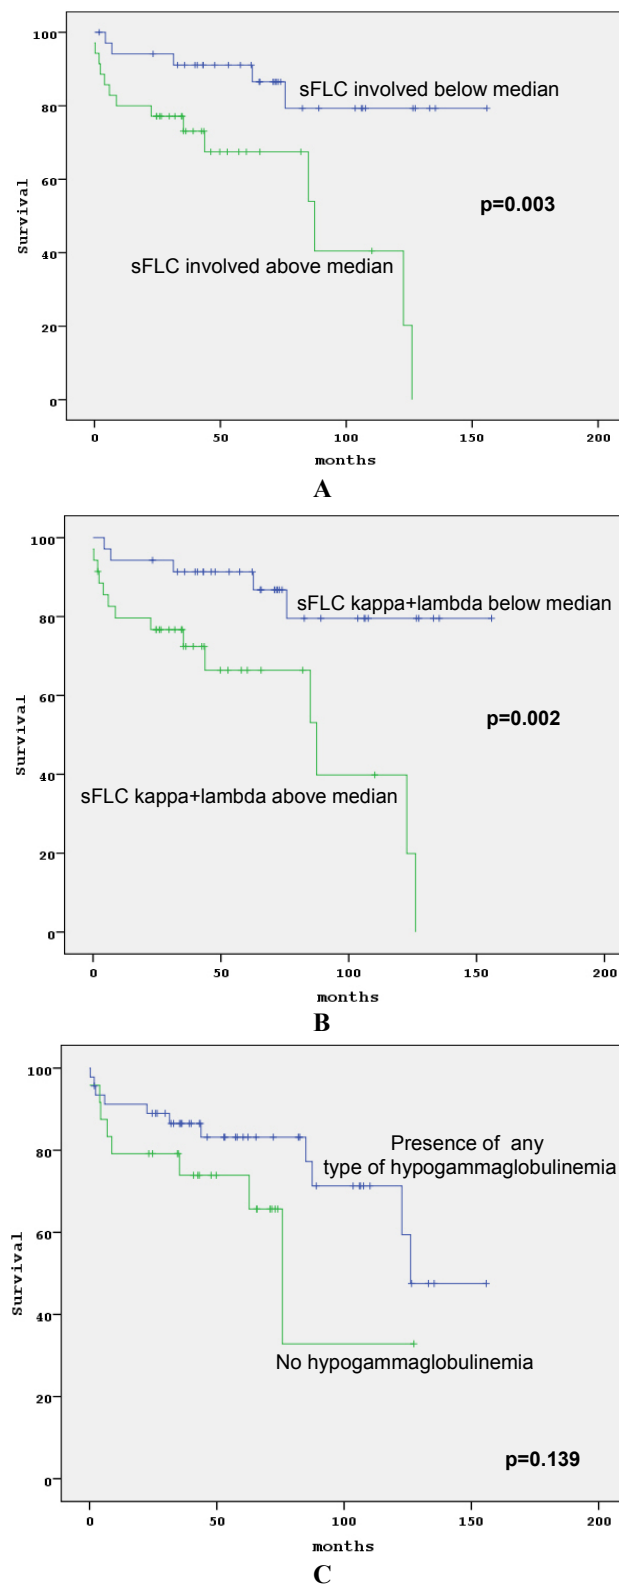 100
80
60
40
20
0
Survival
sFLC involved below median
p=0.003
sFLC involved above median
0 50 100 150 200
months
A
100
80
60
40
20
0
Survival
sFLC kappa+lambda below median
p=0.002
sFLC kappa+lambda above median
0 50 100 150 200
months
B
100
80
60
40
20
0
Survival
Presence of any
type of hypogammaglobulinemia
No hypogammaglobulinemia
p=0.139
0 50 100 150 200
months
C